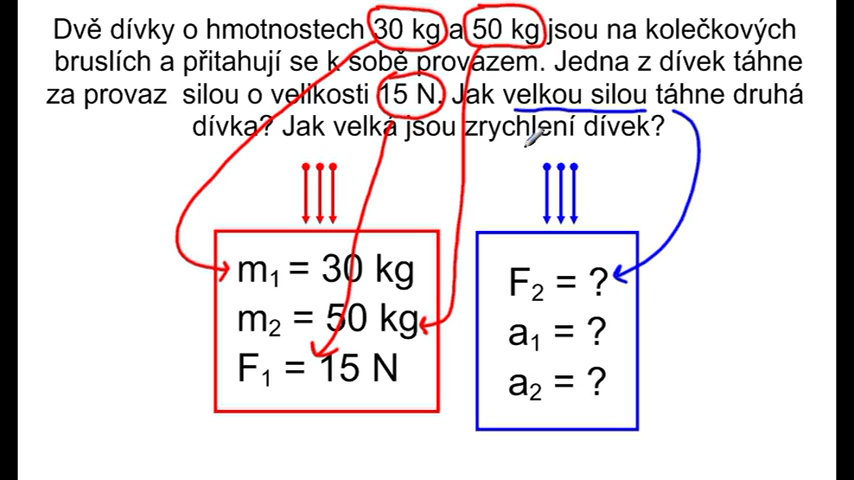 Dvě dívky o hmotnostech 30 kg a 50 kg jsou na kolečkových
bruslích a přitahují se k sobě provazem. Jedna z dívek táhne
za provaz silou o velikosti 15 N. Jak velkou silou táhne druhá
dívka? Jak velká jsou zrychlení dívek?
m₁ = 30 kg
m₂ = 50 kg
F₁ = 15 N
F₂ = ?
a₁ = ?
a₂ = ?